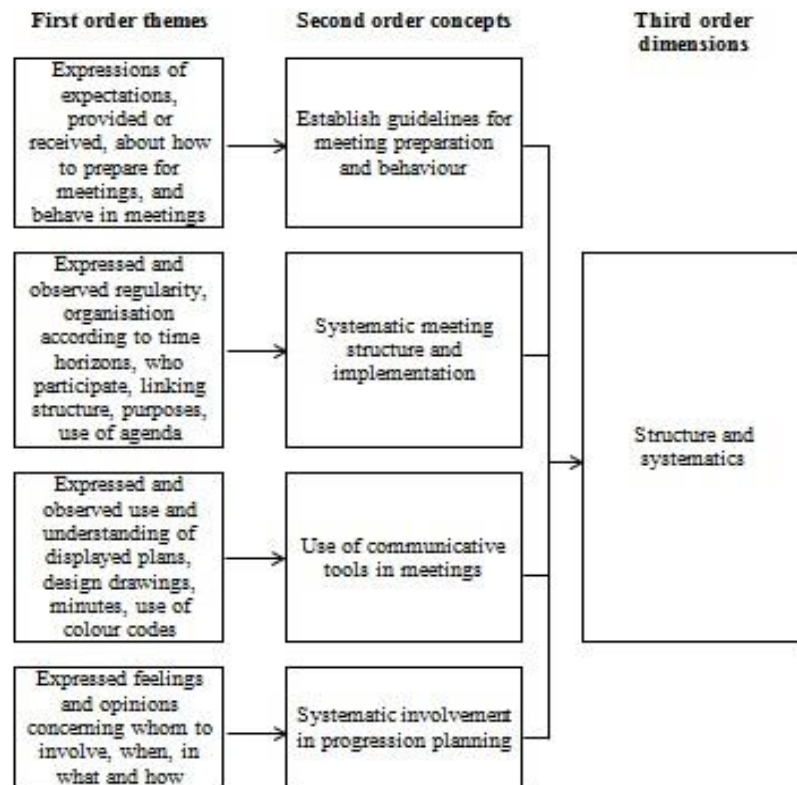 First order themes
Second order concepts
Third order
dimensions
Expressions of
expectations,
provided or
received, about how
to prepare for
meetings, and
behave in meetings
Establish guidelines for
meeting preparation
and behaviour
Expressed and
observed regularity,
organisation
according to time
horizons, who
participate, linking
structure, purposes,
use of agenda
Systematic meeting
structure and
implementation
Expressed and
observed use and
understanding of
displayed plans,
design drawings,
minutes, use of
colour codes
Use of communicative
tools in meetings
Expressed feelings
and opinions
concerning whom to
involve, when, in
what and how
Systematic involvement
in progression planning
Structure and
systematics